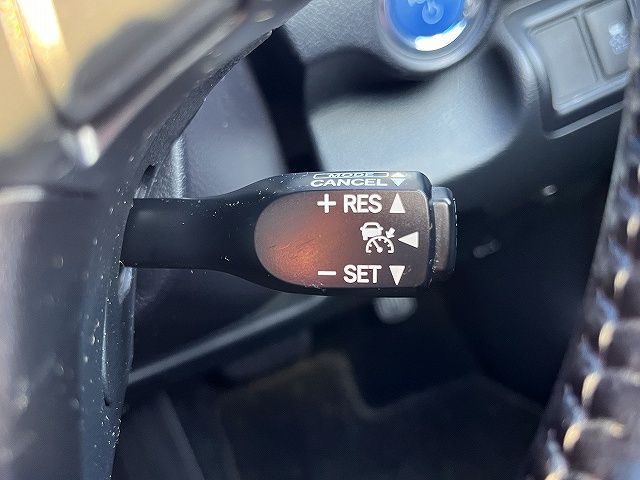 MODE
CANCEL
+ RES
− SET